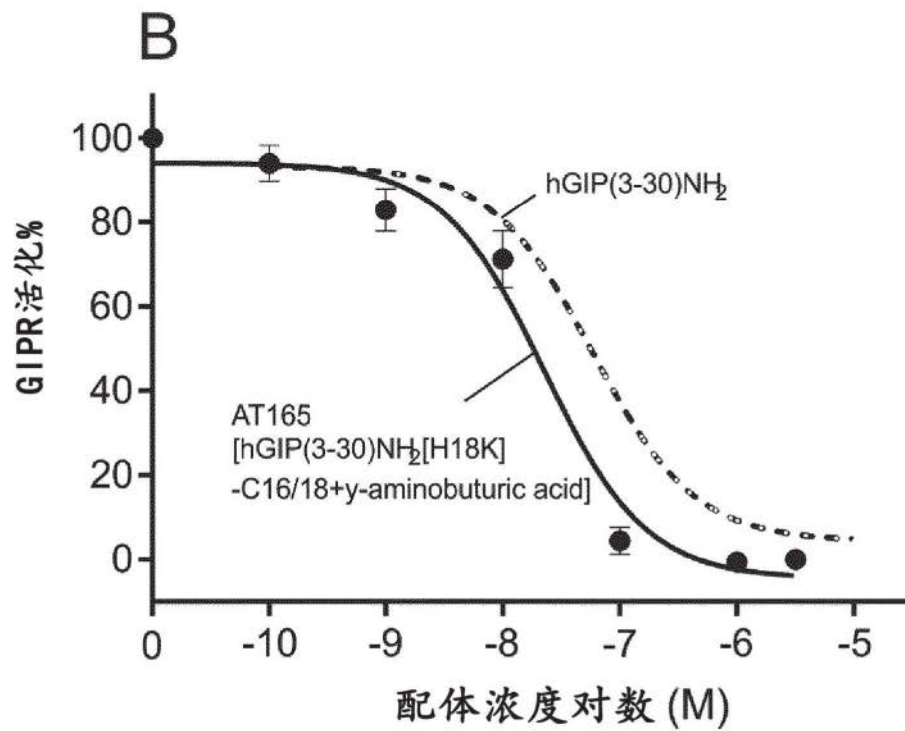 B
GIPR活化%
100
80
60
40
20
0
hGIP(3-30)NH₂
AT165
[hGIP(3-30)NH₂[H18K]
-C16/18+y-aminobuturic acid]
0 -10 -9 -8 -7 -6 -5
配体浓度对数 (M)